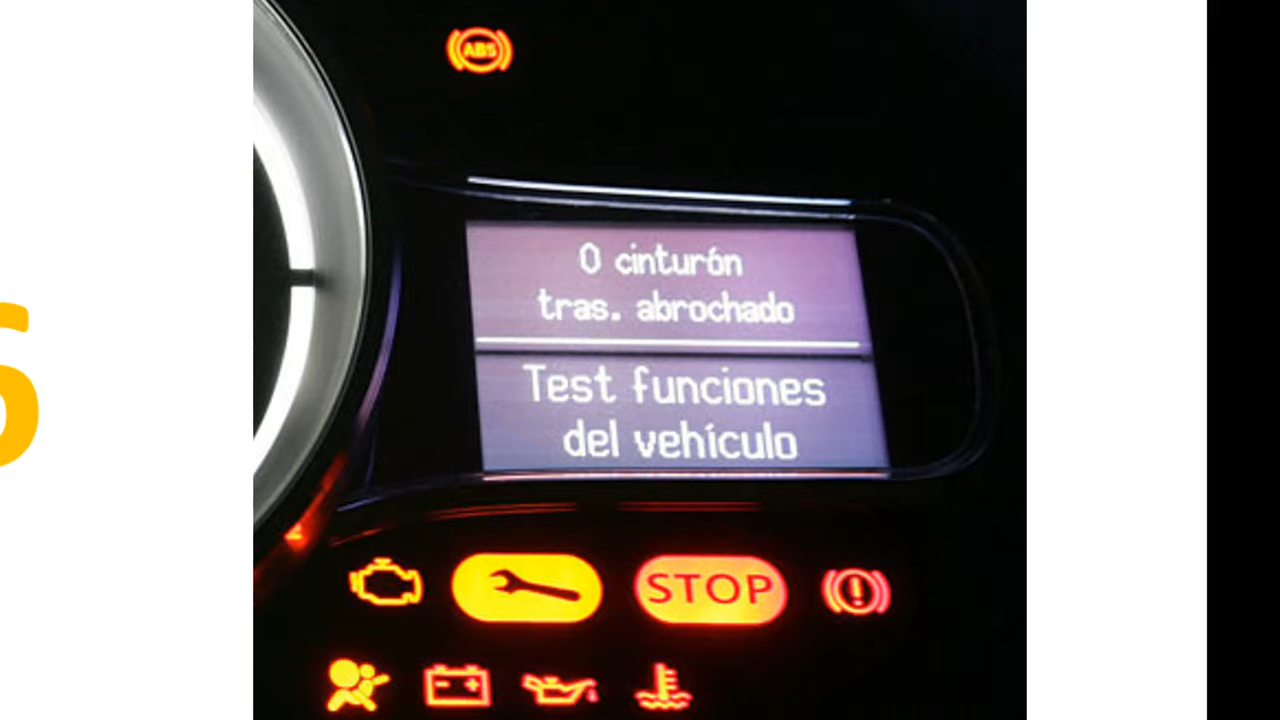 ABS
0 cinturón
tras. abrochado
Test funciones
del vehículo
STOP